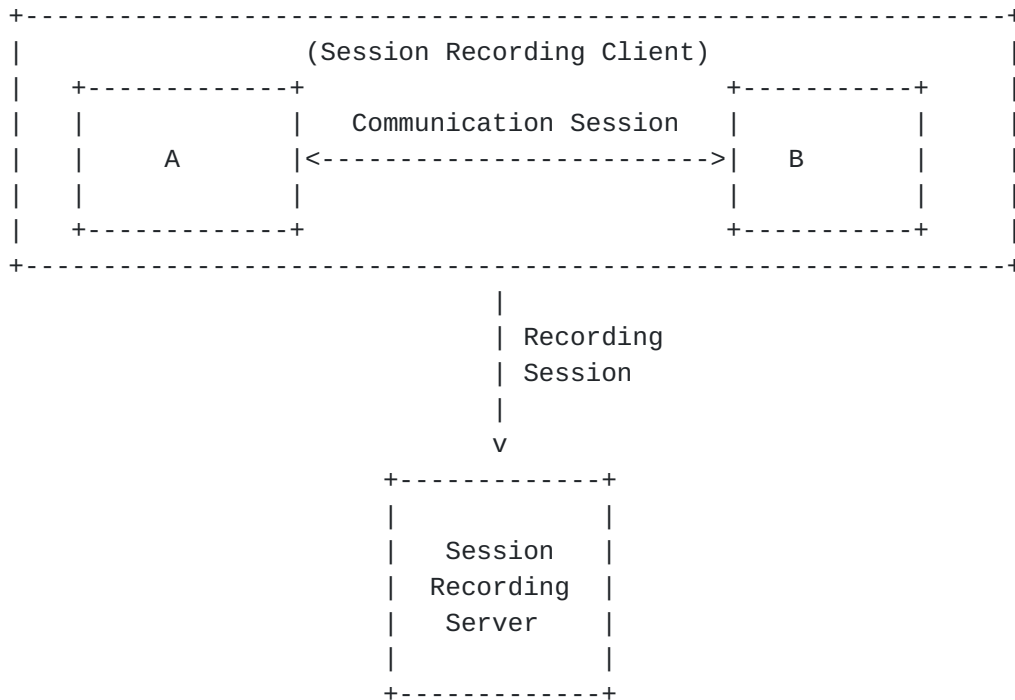 (Session Recording Client)
Communication Session
A B
Recording
Session
Session
Recording
Server